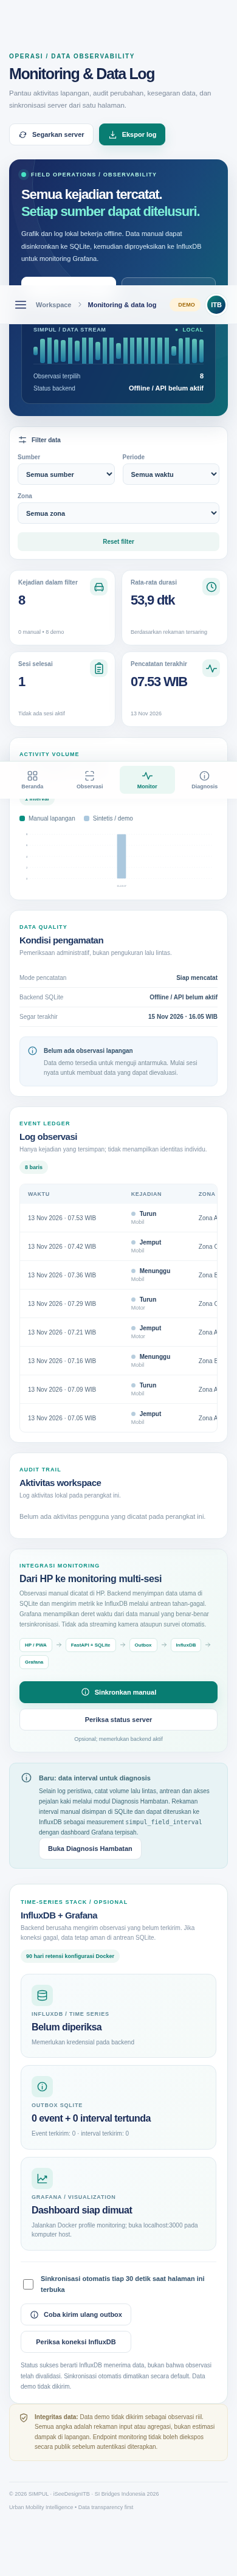 OPERASI / DATA OBSERVABILITY
Monitoring & Data Log
Pantau aktivitas lapangan, audit perubahan, kesegaran data, dan
sinkronisasi server dari satu halaman.
Segarkan server
Ekspor log
FIELD OPERATIONS / OBSERVABILITY
Semua kejadian tercatat.
Setiap sumber dapat ditelusuri.
Grafik dan log lokal bekerja offline. Data manual dapat
disinkronkan ke SQLite, kemudian diproyeksikan ke InfluxDB
untuk monitoring Grafana.
Workspace
Monitoring & data log
DEMO
ITB
SIMPUL / DATA STREAM
LOCAL
Observasi terpilih
8
Status backend
Offline / API belum aktif
Filter data
Sumber
Periode
Semua sumber
Semua waktu
Zona
Semua zona
Reset filter
Kejadian dalam filter
8
0 manual • 8 demo
Rata-rata durasi
53,9 dtk
Berdasarkan rekaman tersaring
Sesi selesai
1
Tidak ada sesi aktif
Pencatatan terakhir
07.53 WIB
13 Nov 2026
ACTIVITY VOLUME
Beranda
Observasi
Monitor
Diagnosis
1 interval
Manual lapangan
Sintetis / demo
DATA QUALITY
Kondisi pengamatan
Pemeriksaan administratif, bukan pengukuran lalu lintas.
Mode pencatatan
Siap mencatat
Backend SQLite
Offline / API belum aktif
Segar terakhir
15 Nov 2026 · 16.05 WIB
Belum ada observasi lapangan
Data demo tersedia untuk menguji antarmuka. Mulai sesi
nyata untuk membuat data yang dapat dievaluasi.
EVENT LEDGER
Log observasi
Hanya kejadian yang tersimpan; tidak menampilkan identitas individu.
8 baris
WAKTU
KEJADIAN
ZONA
13 Nov 2026 · 07.53 WIB
Turun
Mobil
Zona A
13 Nov 2026 · 07.42 WIB
Jemput
Mobil
Zona C
13 Nov 2026 · 07.36 WIB
Menunggu
Mobil
Zona B
13 Nov 2026 · 07.29 WIB
Turun
Motor
Zona C
13 Nov 2026 · 07.21 WIB
Jemput
Motor
Zona A
13 Nov 2026 · 07.16 WIB
Menunggu
Mobil
Zona B
13 Nov 2026 · 07.09 WIB
Turun
Mobil
Zona A
13 Nov 2026 · 07.05 WIB
Jemput
Mobil
Zona A
AUDIT TRAIL
Aktivitas workspace
Log aktivitas lokal pada perangkat ini.
Belum ada aktivitas pengguna yang dicatat pada perangkat ini.
INTEGRASI MONITORING
Dari HP ke monitoring multi-sesi
Observasi manual dicatat di HP. Backend menyimpan data utama di
SQLite dan mengirim metrik ke InfluxDB melalui antrean tahan-gagal.
Grafana menampilkan deret waktu dari data manual yang benar-benar
tersinkronisasi. Tidak ada streaming kamera ataupun survei otomatis.
HP / PWA
FastAPI + SQLite
Outbox
InfluxDB
Grafana
Sinkronkan manual
Periksa status server
Opsional; memerlukan backend aktif
Baru: data interval untuk diagnosis
Selain log peristiwa, catat volume lalu lintas, antrean dan akses
pejalan kaki melalui modul Diagnosis Hambatan. Rekaman
interval manual disimpan di SQLite dan dapat diteruskan ke
InfluxDB sebagai measurement simpul_field_interval
dengan dashboard Grafana terpisah.
Buka Diagnosis Hambatan
TIME-SERIES STACK / OPSIONAL
InfluxDB + Grafana
Backend berusaha mengirim observasi yang belum terkirim. Jika
koneksi gagal, data tetap aman di antrean SQLite.
90 hari retensi konfigurasi Docker
INFLUXDB / TIME SERIES
Belum diperiksa
Memerlukan kredensial pada backend
OUTBOX SQLITE
0 event + 0 interval tertunda
Event terkirim: 0 · interval terkirim: 0
GRAFANA / VISUALIZATION
Dashboard siap dimuat
Jalankan Docker profile monitoring; buka localhost:3000 pada
komputer host.
Sinkronisasi otomatis tiap 30 detik saat halaman ini
terbuka
Coba kirim ulang outbox
Periksa koneksi InfluxDB
Status sukses berarti InfluxDB menerima data, bukan bahwa observasi
telah divalidasi. Sinkronisasi otomatis dimatikan secara default. Data
demo tidak dikirim.
Integritas data: Data demo tidak dikirim sebagai observasi riil.
Semua angka adalah rekaman input atau agregasi, bukan estimasi
dampak di lapangan. Endpoint monitoring tidak boleh diekspos
secara publik sebelum autentikasi diterapkan.
© 2026 SIMPUL · iSeeDesignITB · SI Bridges Indonesia 2026
Urban Mobility Intelligence • Data transparency first